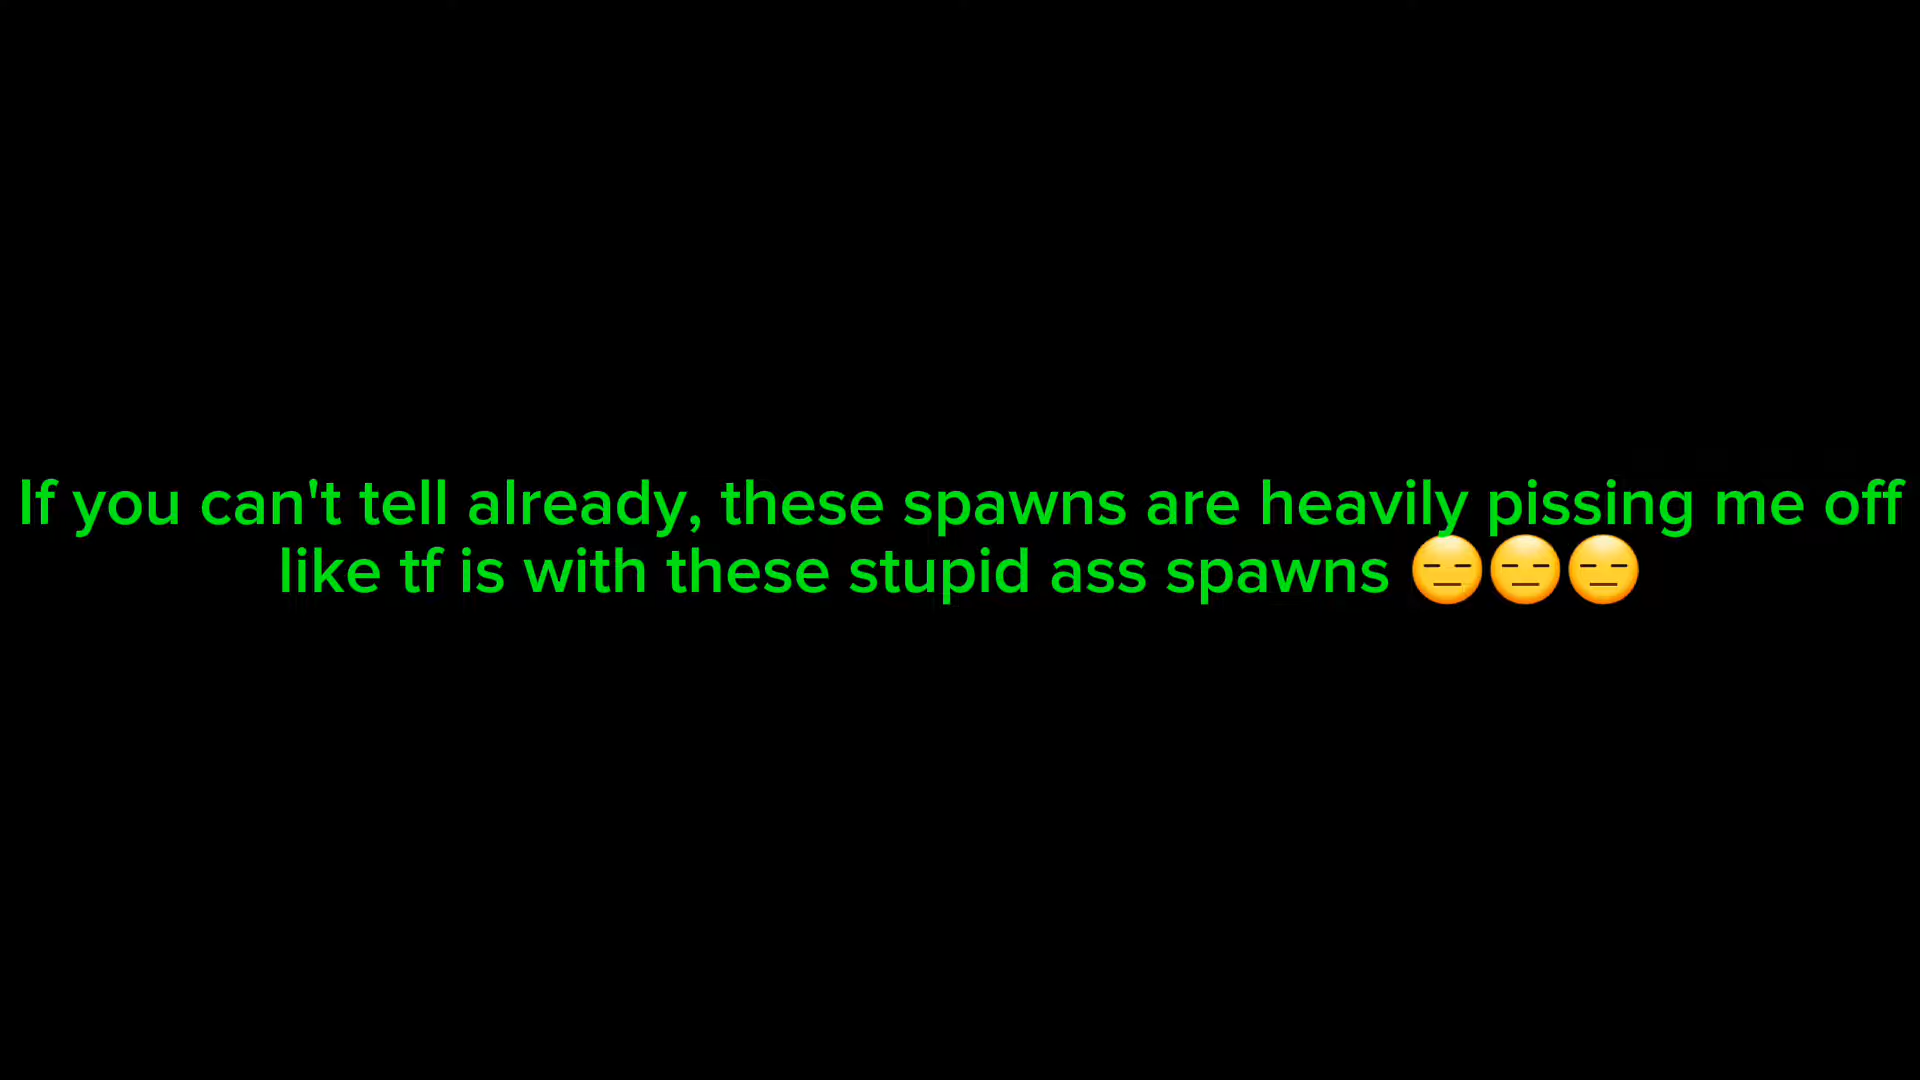 If you can't tell already, these spawns are heavily pissing me off
like tf is with these stupid ass spawns 😑😑😑